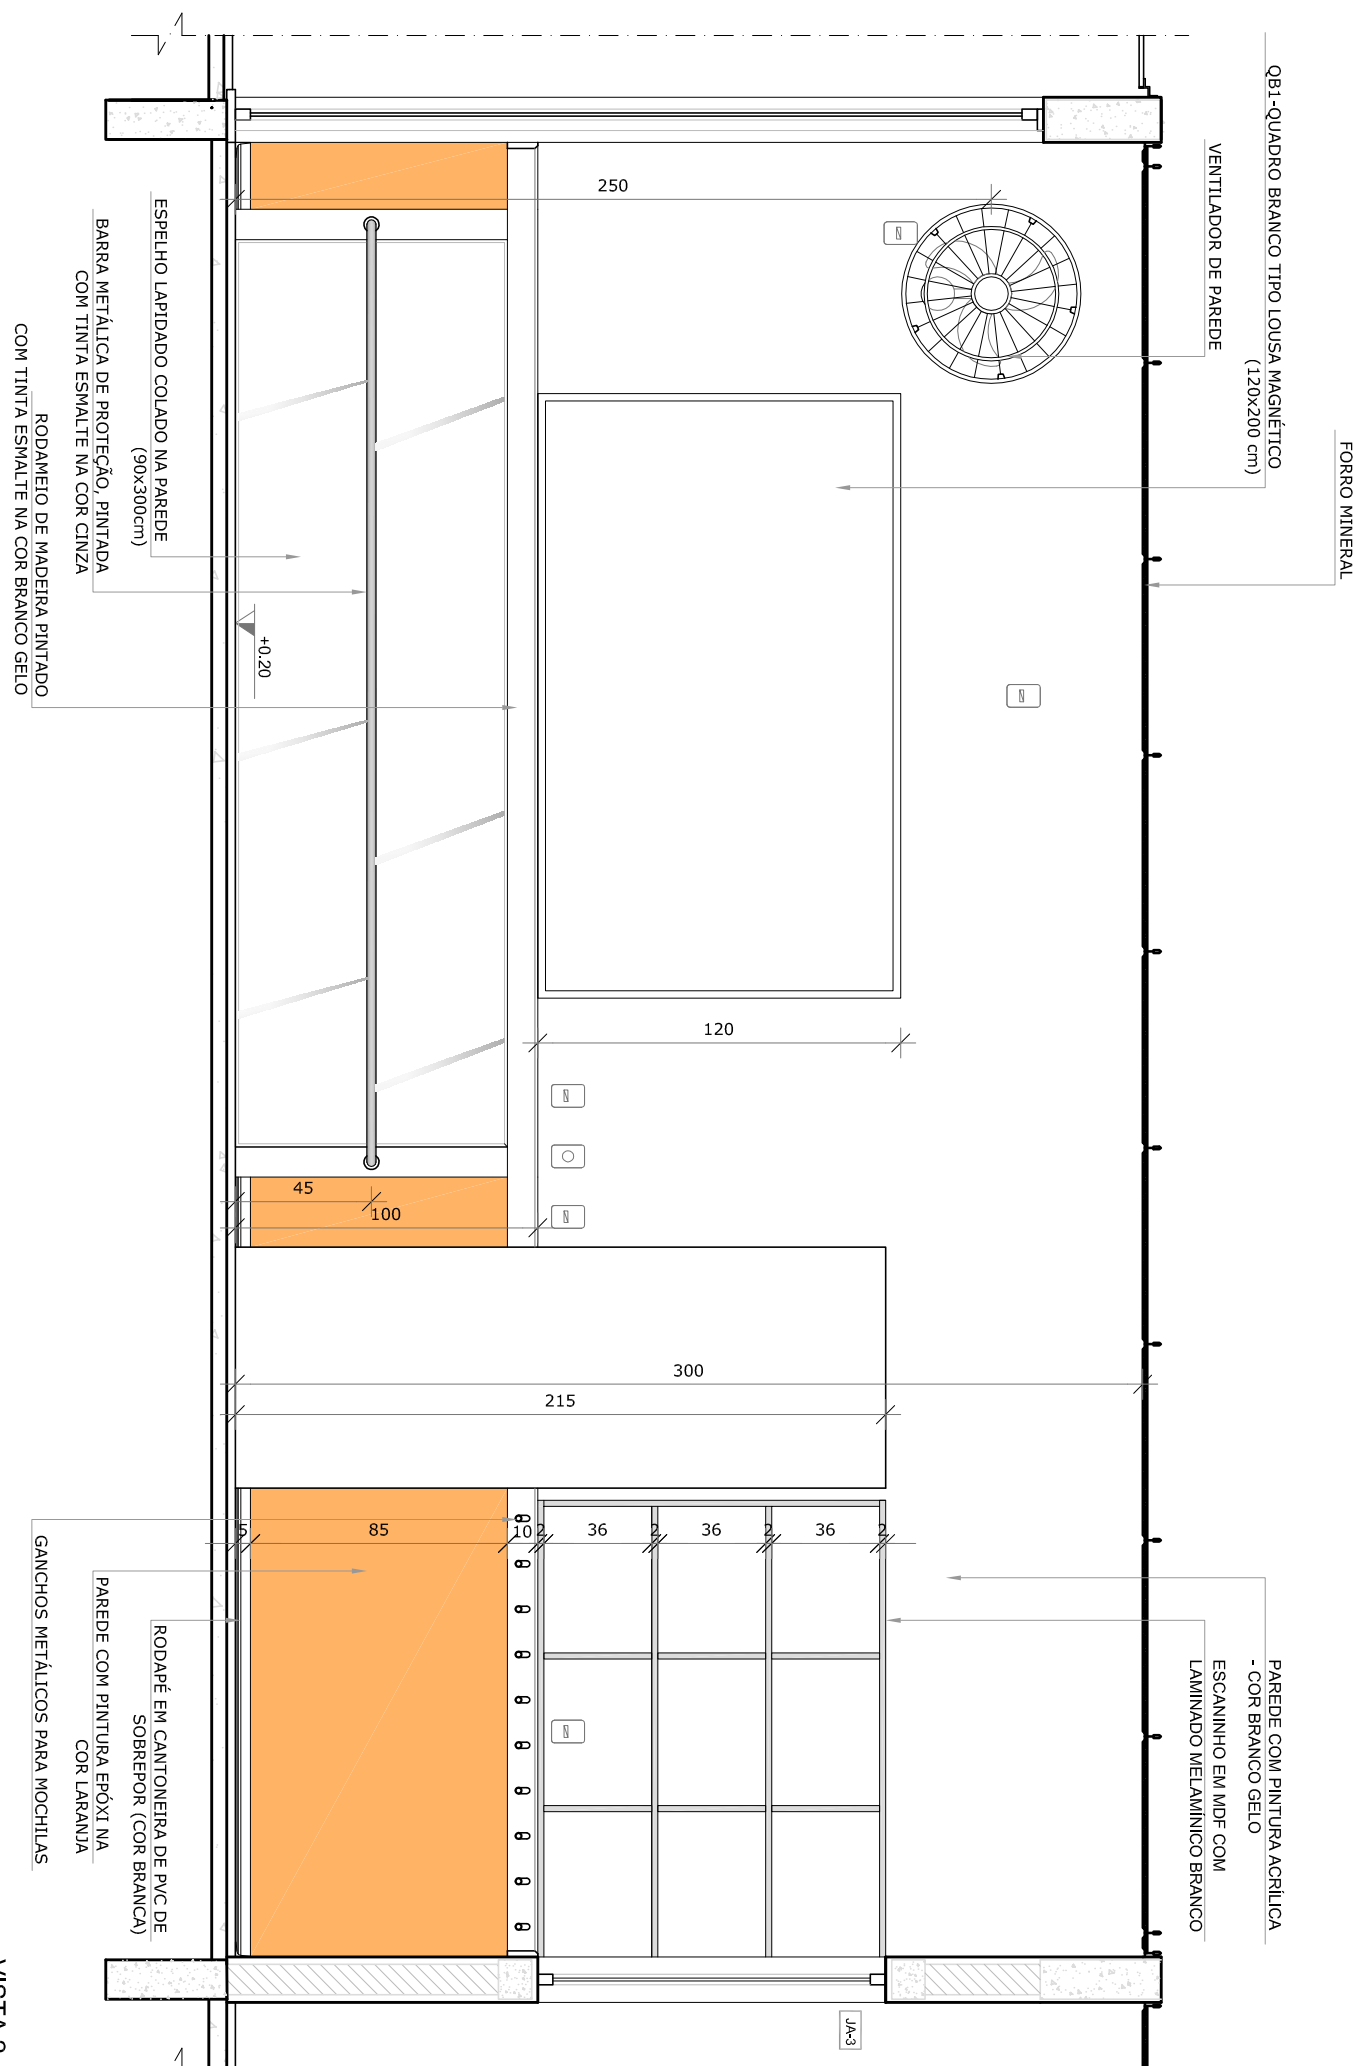 FORRO MINERAL
QB1-QUADRO BRANCO TIPO LOUSA MAGNÉTICO
(120x200 cm)
VENTILADOR DE PAREDE
PAREDE COM PINTURA ACRÍLICA
- COR BRANCO GELO
ESCANINHO EM MDF COM
LAMINADO MELAMÍNICO BRANCO
250
120
45
100
300
215
5
85
10
2
36
2
36
2
36
2
+0.20
JA-3
ESPELHO LAPIDADO COLADO NA PAREDE
(90x300cm)
BARRA METÁLICA DE PROTEÇÃO, PINTADA
COM TINTA ESMALTE NA COR CINZA
RODAMEIO DE MADEIRA PINTADO
COM TINTA ESMALTE NA COR BRANCO GELO
RODAPÉ EM CANTONEIRA DE PVC DE
SOBREPOR (COR BRANCA)
PAREDE COM PINTURA EPÓXI NA
COR LARANJA
GANCHOS METÁLICOS PARA MOCHILAS